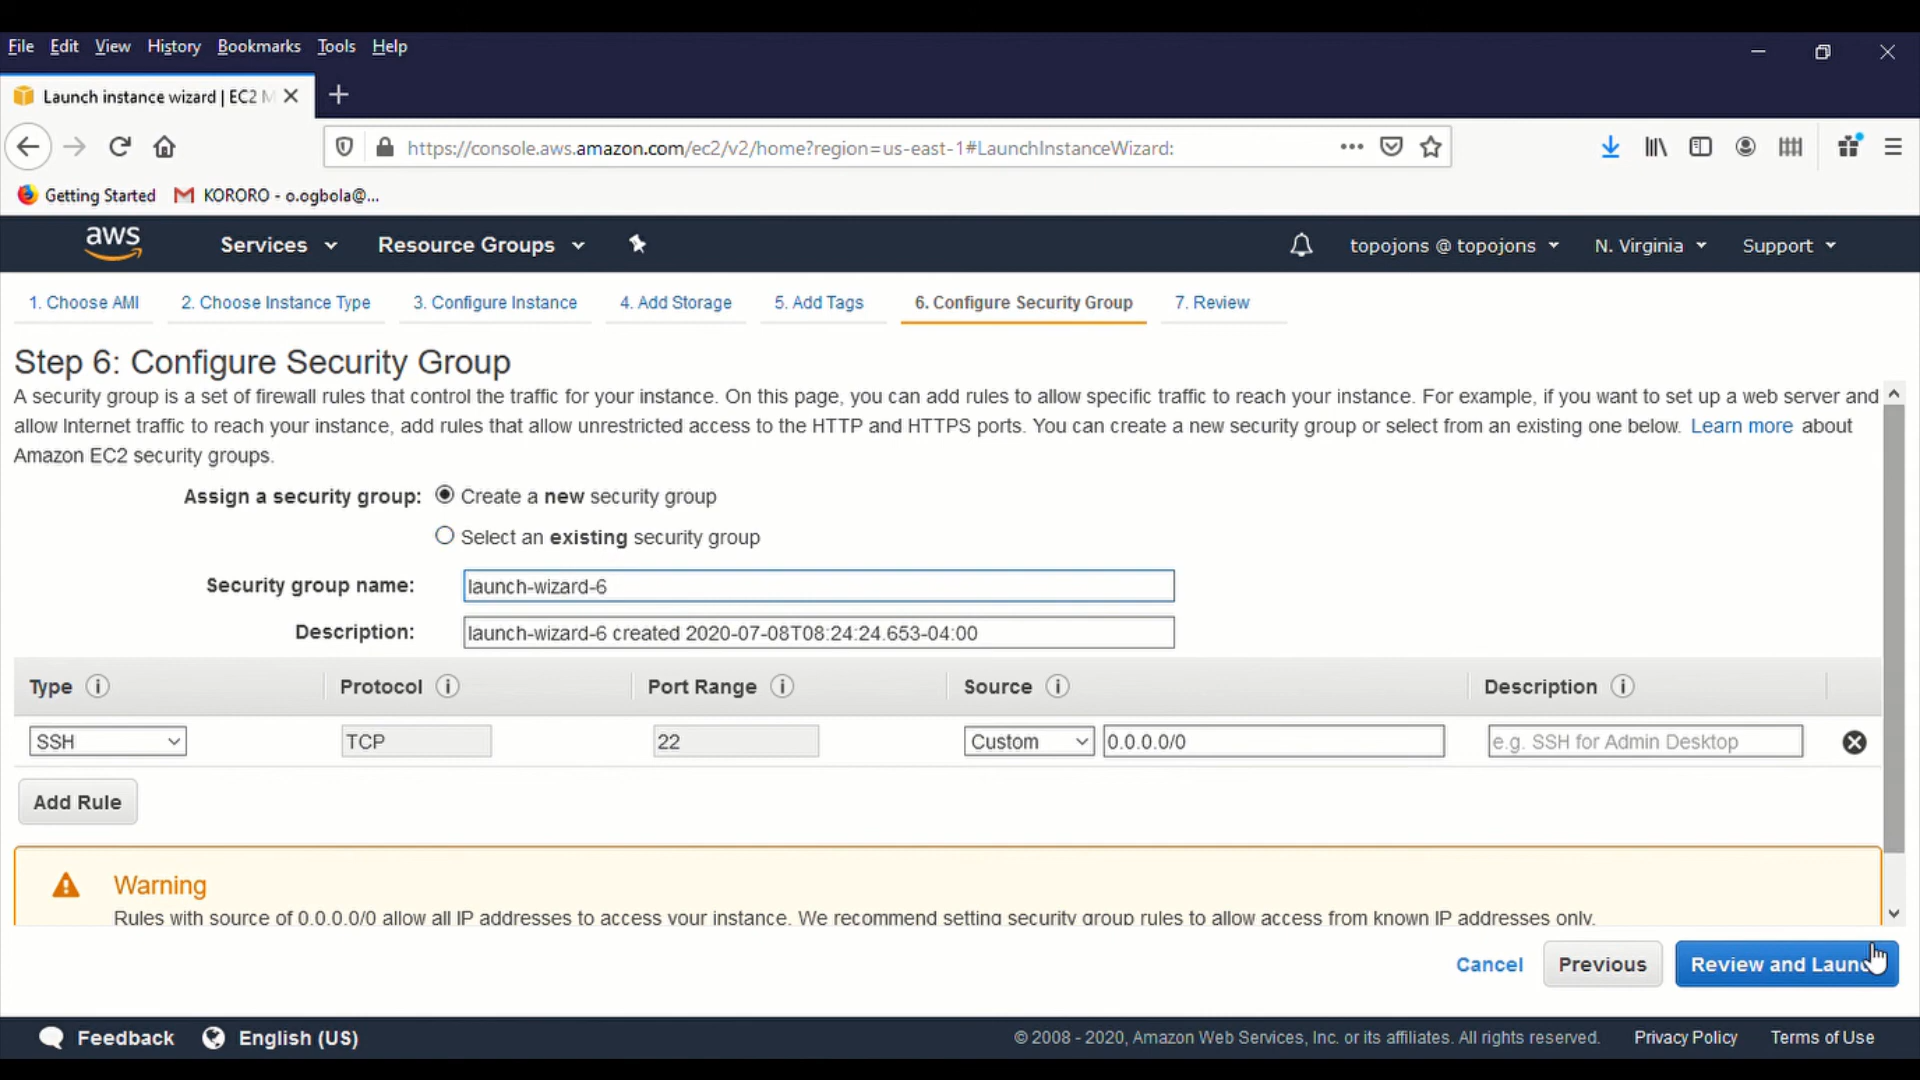 File Edit View History Bookmarks Tools Help
Launch instance wizard | EC2 M
https://console.aws.amazon.com/ec2/v2/home?region=us-east-1#LaunchInstanceWizard:
Getting Started KORORO - o.ogbola@...
aws Services Resource Groups topojons @ topojons N. Virginia Support
1. Choose AMI 2. Choose Instance Type 3. Configure Instance 4. Add Storage 5. Add Tags 6. Configure Security Group 7. Review
Step 6: Configure Security Group
A security group is a set of firewall rules that control the traffic for your instance. On this page, you can add rules to allow specific traffic to reach your instance. For example, if you want to set up a web server and
allow Internet traffic to reach your instance, add rules that allow unrestricted access to the HTTP and HTTPS ports. You can create a new security group or select from an existing one below. Learn more about
Amazon EC2 security groups.
Assign a security group: Create a new security group
Select an existing security group
Security group name: launch-wizard-6
Description: launch-wizard-6 created 2020-07-08T08:24:24.653-04:00
Type Protocol Port Range Source Description
SSH TCP 22 Custom 0.0.0.0/0 e.g. SSH for Admin Desktop
Add Rule
Warning
Rules with source of 0.0.0.0/0 allow all IP addresses to access your instance. We recommend setting security group rules to allow access from known IP addresses only.
Cancel Previous Review and Launc
Feedback English (US) © 2008 - 2020, Amazon Web Services, Inc. or its affiliates. All rights reserved. Privacy Policy Terms of Use